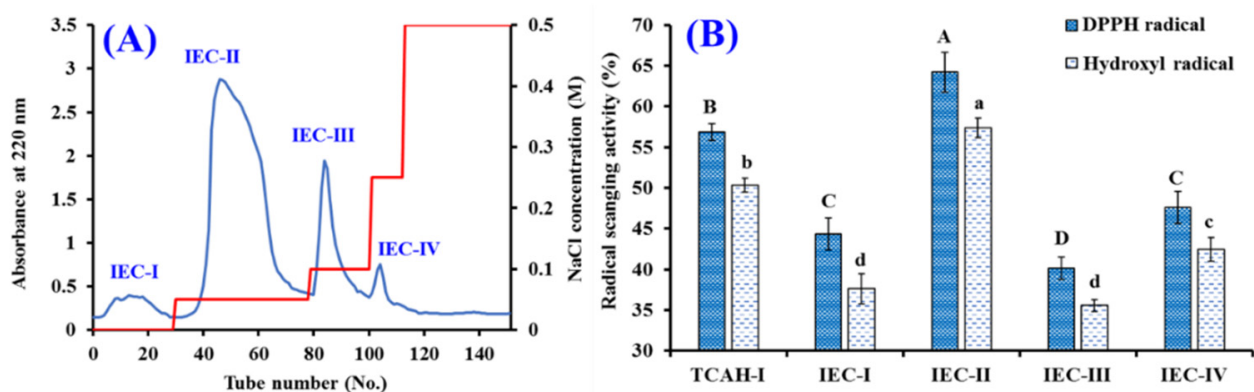 (A)
Absorbance at 220 nm
3.5
3
2.5
2
1.5
1
0.5
0
IEC-I
IEC-II
IEC-III
IEC-IV
0.5
0.4
0.3
0.2
0.1
0
NaCl concentration (M)
0 20 40 60 80 100 120 140
Tube number (No.)
(B)
Radical scanging activity (%)
70
65
60
55
50
45
40
35
30
DPPH radical
Hydroxyl radical
B
b
C
d
A
a
D
d
C
c
TCAH-I IEC-I IEC-II IEC-III IEC-IV